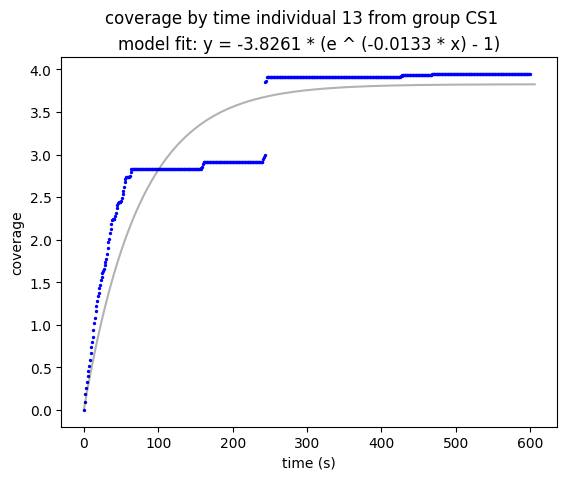 coverage by time individual 13 from group CS1
model fit: y = -3.8261 * (e ^ (-0.0133 * x) - 1)
4.0
3.5
3.0
2.5
2.0
1.5
1.0
0.5
0.0
coverage
0 100 200 300 400 500 600
time (s)